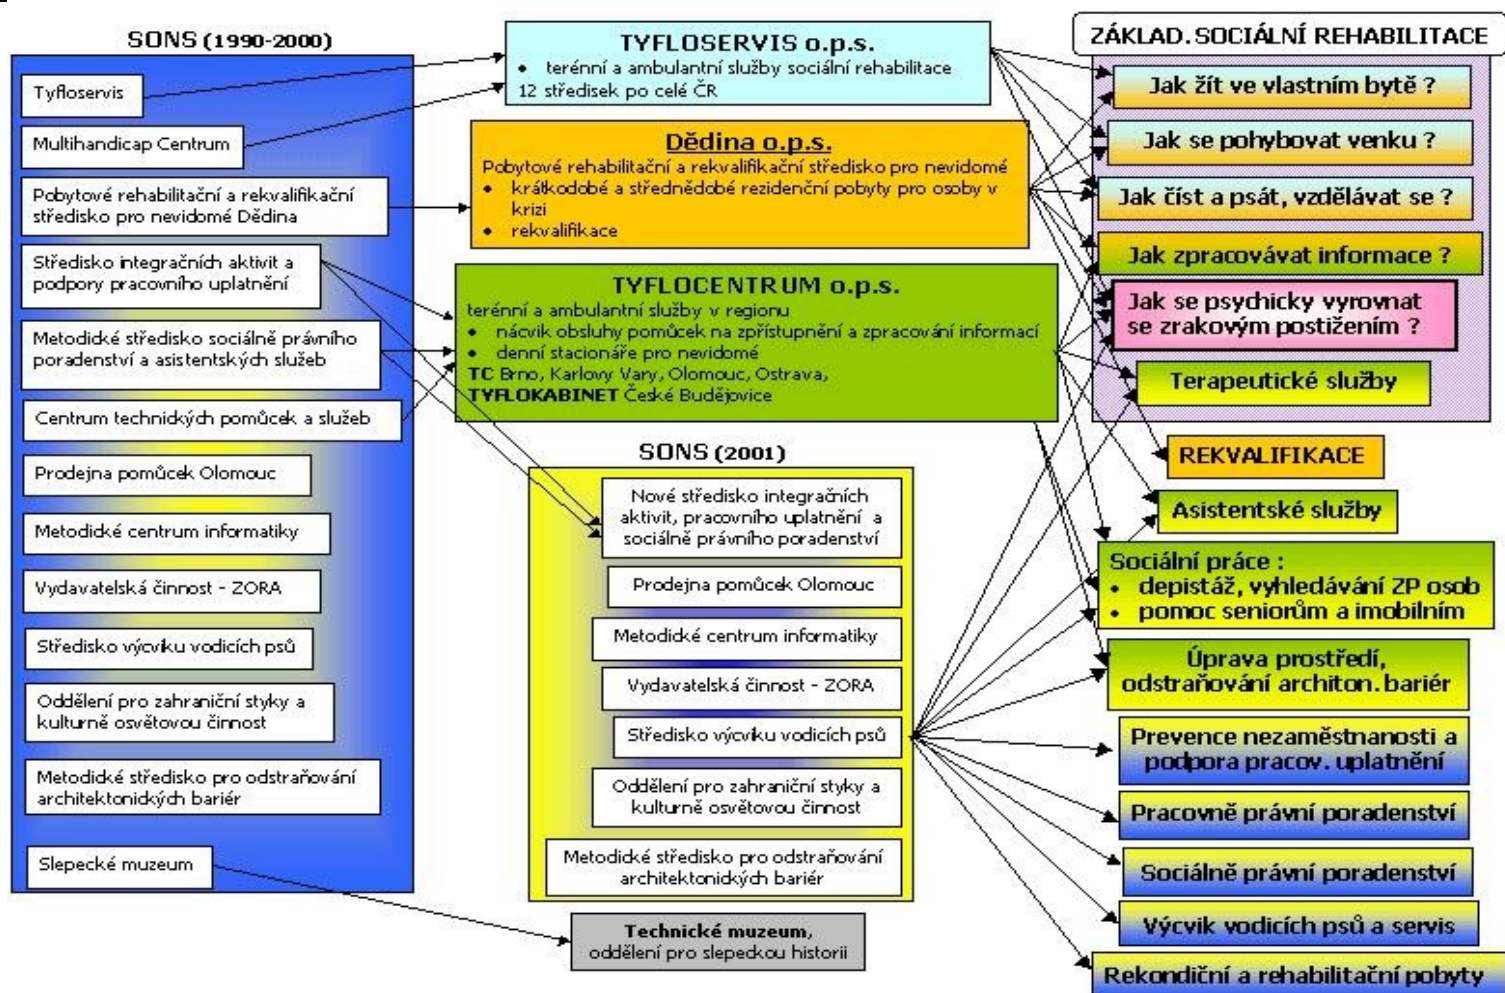 SONS (1990-2000)
Tyfloservis
Multihandicap Centrum
Pobytové rehabilitační a rekvalifikační
středisko pro nevidomé Dědina
Středisko integračních aktivit a
podpory pracovního uplatnění
Metodické středisko sociálně právního
poradenství a asistentských služeb
Centrum technických pomůcek a služeb
Prodejna pomůcek Olomouc
Metodické centrum informatiky
Vydavatelská činnost - ZORA
Středisko výcviku vodicích psů
Oddělení pro zahraniční styky a
kulturně osvětovou činnost
Metodické středisko pro odstraňování
architektonických bariér
Slepecké muzeum
TYFLOSERVIS o.p.s.
• terénní a ambulantní služby sociální rehabilitace
12 středisek po celé ČR
Dědina o.p.s.
Pobytové rehabilitační a rekvalifikační středisko pro nevidomé
• krátkodobé a střednědobé rezidenční pobyty pro osoby v
krizi
• rekvalifikace
TYFLOCENTRUM o.p.s.
terénní a ambulantní služby v regionu
• nácvik obsluhy pomůcek na zpřístupnění a zpracování informací
• denní stacionáře pro nevidomé
TC Brno, Karlovy Vary, Olomouc, Ostrava,
TYFLOKABINET České Budějovice
SONS (2001)
Nové středisko integračních
aktivit, pracovního uplatnění a
sociálně právního poradenství
Prodejna pomůcek Olomouc
Metodické centrum informatiky
Vydavatelská činnost - ZORA
Středisko výcviku vodicích psů
Oddělení pro zahraniční styky a
kulturně osvětovou činnost
Metodické středisko pro odstraňování
architektonických bariér
Technické muzeum,
oddělení pro slepeckou historii
ZÁKLAD. SOCIÁLNÍ REHABILITACE
Jak žít ve vlastním bytě ?
Jak se pohybovat venku ?
Jak číst a psát, vzdělávat se ?
Jak zpracovávat informace ?
Jak se psychicky vyrovnat
se zrakovým postižením ?
Terapeutické služby
REKVALIFIKACE
Asistentské služby
Sociální práce :
• depistáž, vyhledávání ZP osob
• pomoc seniorům a imobilním
Úprava prostředí,
odstraňování architon. bariér
Prevence nezaměstnanosti a
podpora pracov. uplatnění
Pracovně právní poradenství
Sociálně právní poradenství
Výcvik vodicích psů a servis
Rekondiční a rehabilitační pobyty